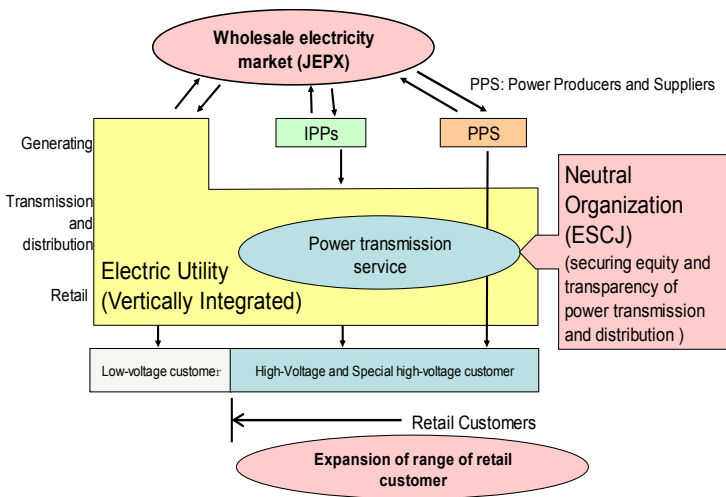 Wholesale electricity
market (JEPX)
PPS: Power Producers and Suppliers
IPPs
PPS
Generating
Transmission
and
distribution
Retail
Electric Utility
(Vertically Integrated)
Power transmission
service
Neutral
Organization
(ESCJ)
(securing equity and
transparency of
power transmission
and distribution )
Low-voltage customer
High-Voltage and Special high-voltage customer
Retail Customers
Expansion of range of retail
customer